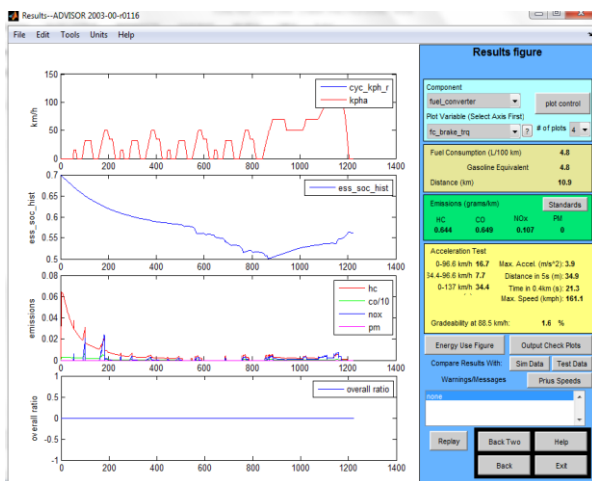 Results--ADVISOR 2003-00-r0116
File Edit Tools Units Help
150
100
50
0
km/h
cyc_kph_r
kpha
0 200 400 600 800 1000 1200 1400
0.7
0.65
0.6
0.55
0.5
ess_soc_hist
ess_soc_hist
0 200 400 600 800 1000 1200 1400
0.08
0.06
0.04
0.02
0
emissions
hc
co/10
nox
pm
0 200 400 600 800 1000 1200 1400
1
0.5
0
-0.5
-1
overall ratio
overall ratio
0 200 400 600 800 1000 1200 1400
Results figure
Component
fuel_converter
plot control
Plot Variable (Select Axis First)
fc_brake_trq ? # of plots 4
Fuel Consumption (L/100 km) 4.8
Gasoline Equivalent 4.8
Distance (km) 10.9
Emissions (grams/km) Standards
HC CO NOx PM
0.644 0.649 0.107 0
Acceleration Test
0-96.6 km/h 16.7 Max. Accel. (m/s^2): 3.9
34.4-96.6 km/h 7.7 Distance in 5s (m): 34.9
0-137 km/h 34.4 Time in 0.4km (s): 21.3
Max. Speed (kmph): 161.1
Gradeability at 88.5 km/h: 1.6 %
Energy Use Figure Output Check Plots
Compare Results With: Sim Data Test Data
Warnings/Messages Prius Speeds
none
Replay Back Two Help
Back Exit